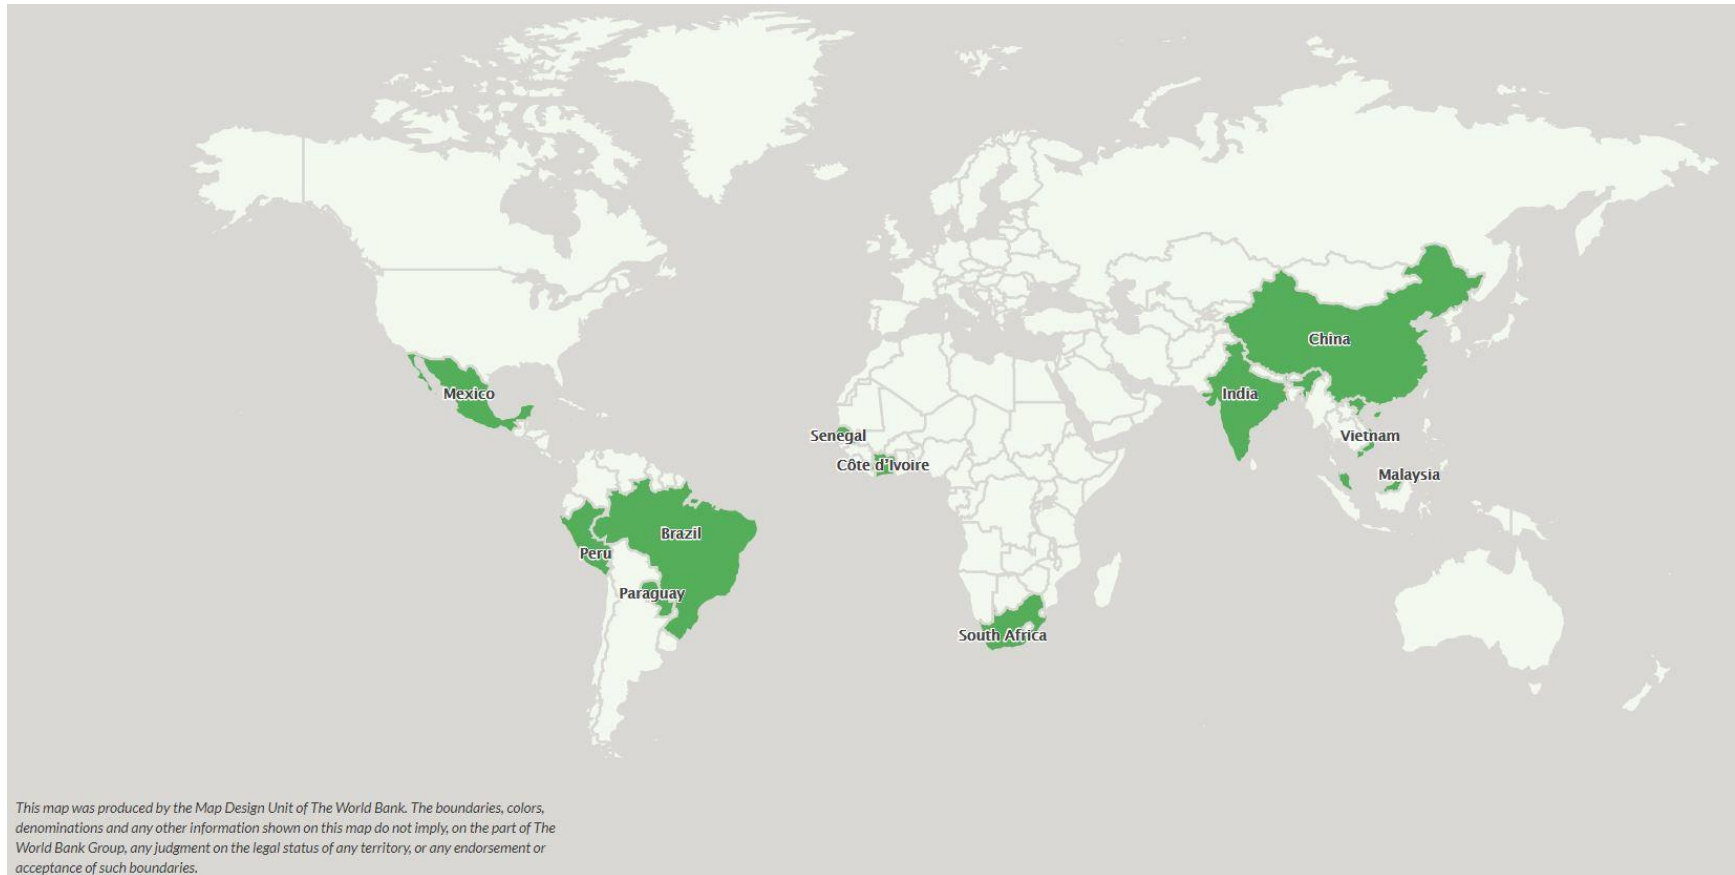 China
Mexico
India
Senegal
Vietnam
Côte d'Ivoire
Malaysia
Brazil
Peru
Paraguay
South Africa
This map was produced by the Map Design Unit of The World Bank. The boundaries, colors,
denominations and any other information shown on this map do not imply, on the part of The
World Bank Group, any judgment on the legal status of any territory, or any endorsement or
acceptance of such boundaries.